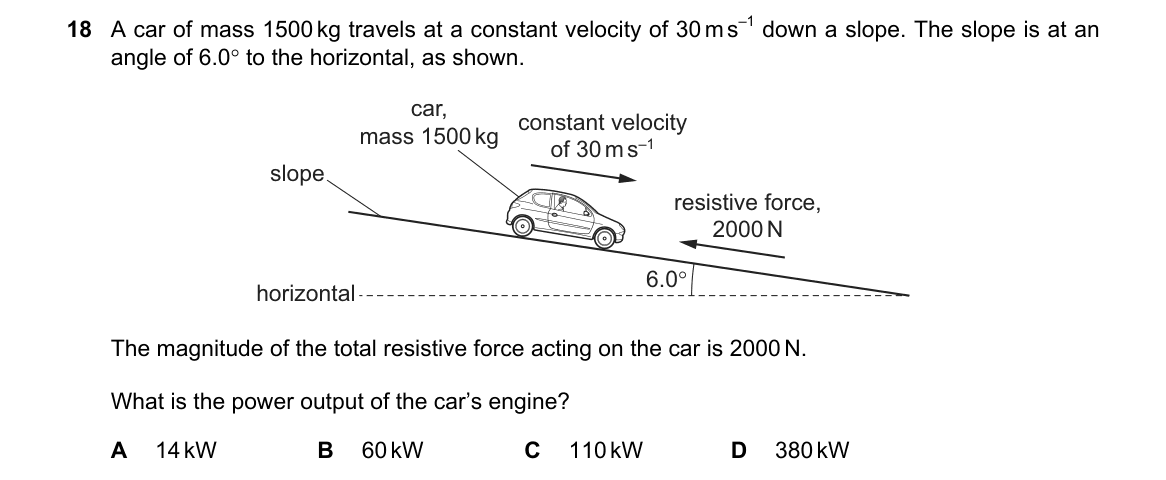 18 A car of mass 1500 kg travels at a constant velocity of 30 m s⁻¹ down a slope. The slope is at an
angle of 6.0° to the horizontal, as shown.
car,
mass 1500 kg
constant velocity
of 30 m s⁻¹
slope
resistive force,
2000 N
6.0°
horizontal
The magnitude of the total resistive force acting on the car is 2000 N.
What is the power output of the car's engine?
A 14 kW B 60 kW C 110 kW D 380 kW